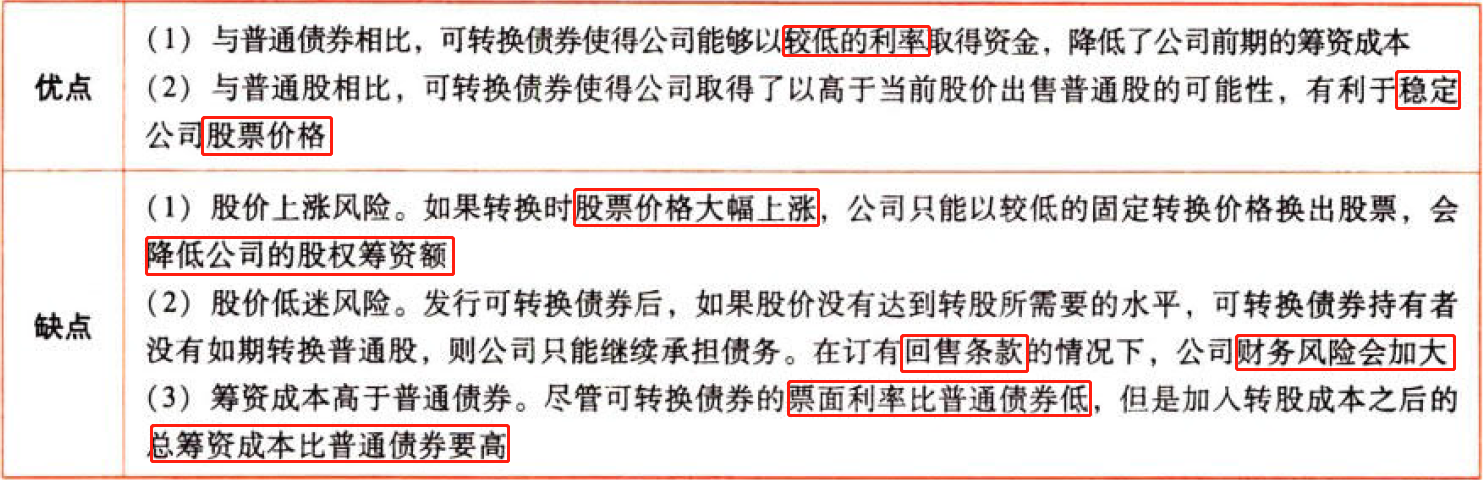 优点
（1）与普通债券相比，可转换债券使得公司能够以较低的利率取得资金，降低了公司前期的筹资成本
（2）与普通股相比，可转换债券使得公司取得了以高于当前股价出售普通股的可能性，有利于稳定
公司股票价格
缺点
（1）股价上涨风险。如果转换时股票价格大幅上涨，公司只能以较低的固定转换价格换出股票，会
降低公司的股权筹资额
（2）股价低迷风险。发行可转换债券后，如果股价没有达到转股所需要的水平，可转换债券持有者
没有如期转换普通股，则公司只能继续承担债务。在订有回售条款的情况下，公司财务风险会加大
（3）筹资成本高于普通债券。尽管可转换债券的票面利率比普通债券低，但是加入转股成本之后的
总筹资成本比普通债券要高